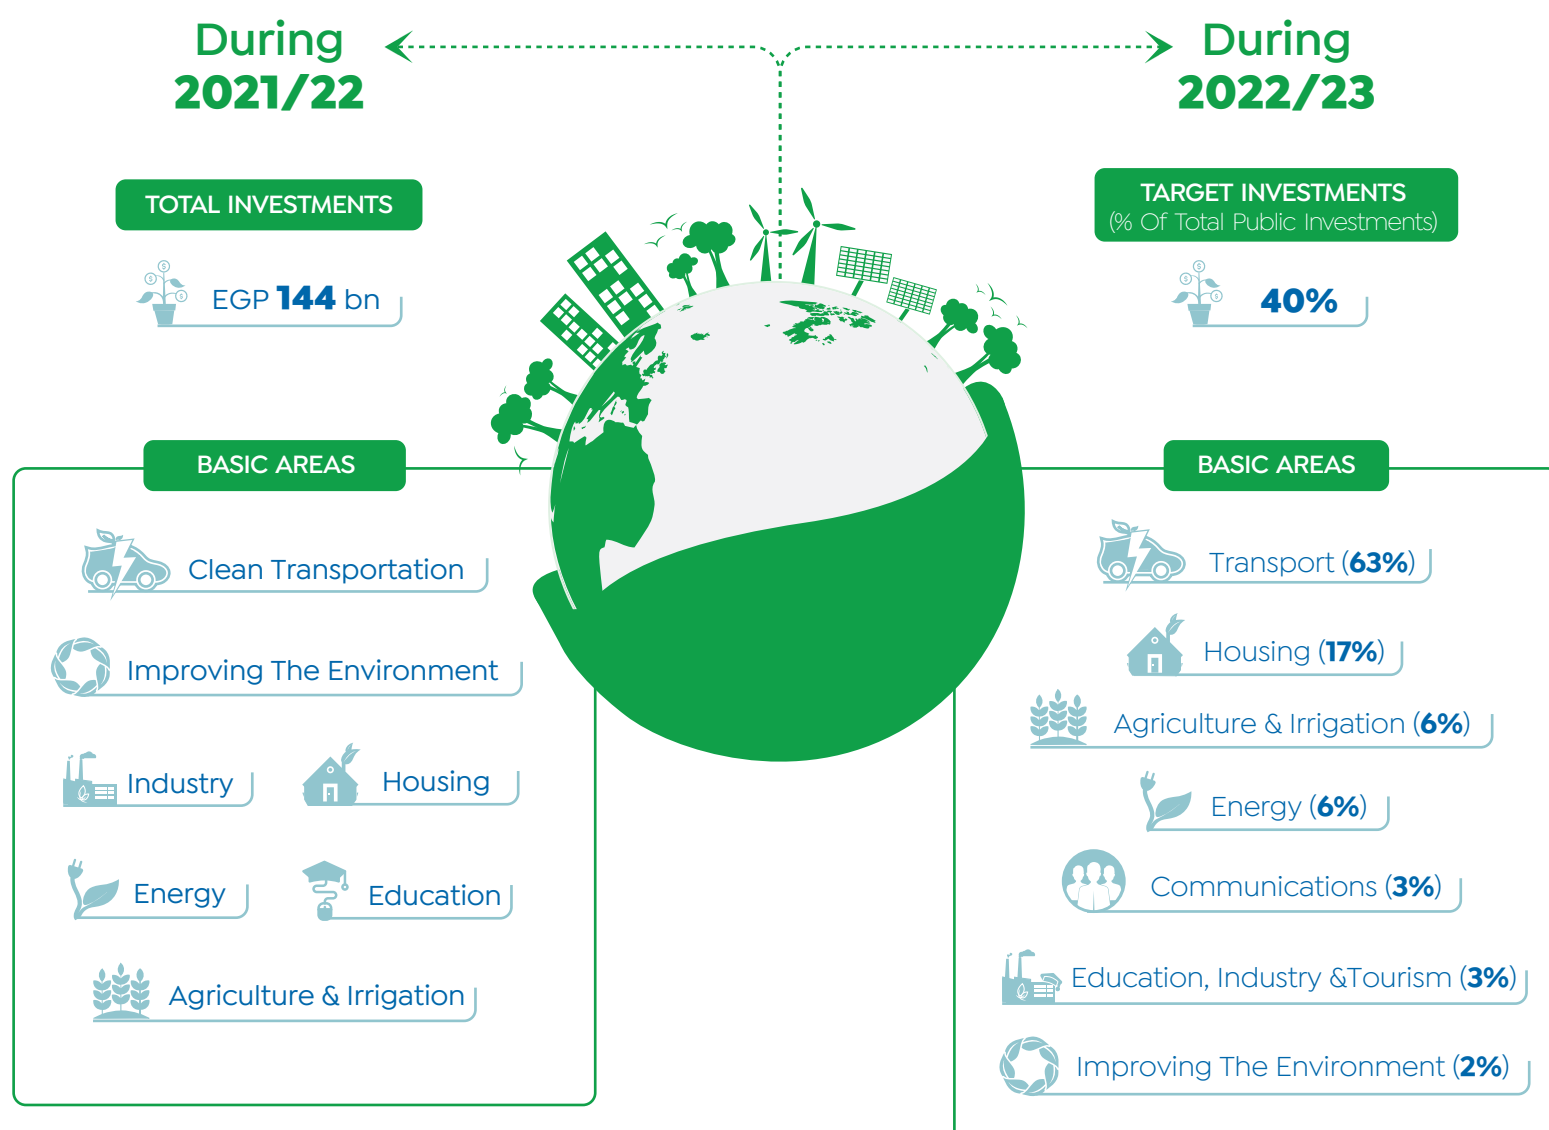 During
2021/22
TOTAL INVESTMENTS
EGP 144 bn
BASIC AREAS
Clean Transportation
Improving The Environment
Industry
Housing
Energy
Education
Agriculture & Irrigation
During
2022/23
TARGET INVESTMENTS
(% Of Total Public Investments)
40%
BASIC AREAS
Transport (63%)
Housing (17%)
Agriculture & Irrigation (6%)
Energy (6%)
Communications (3%)
Education, Industry &Tourism (3%)
Improving The Environment (2%)